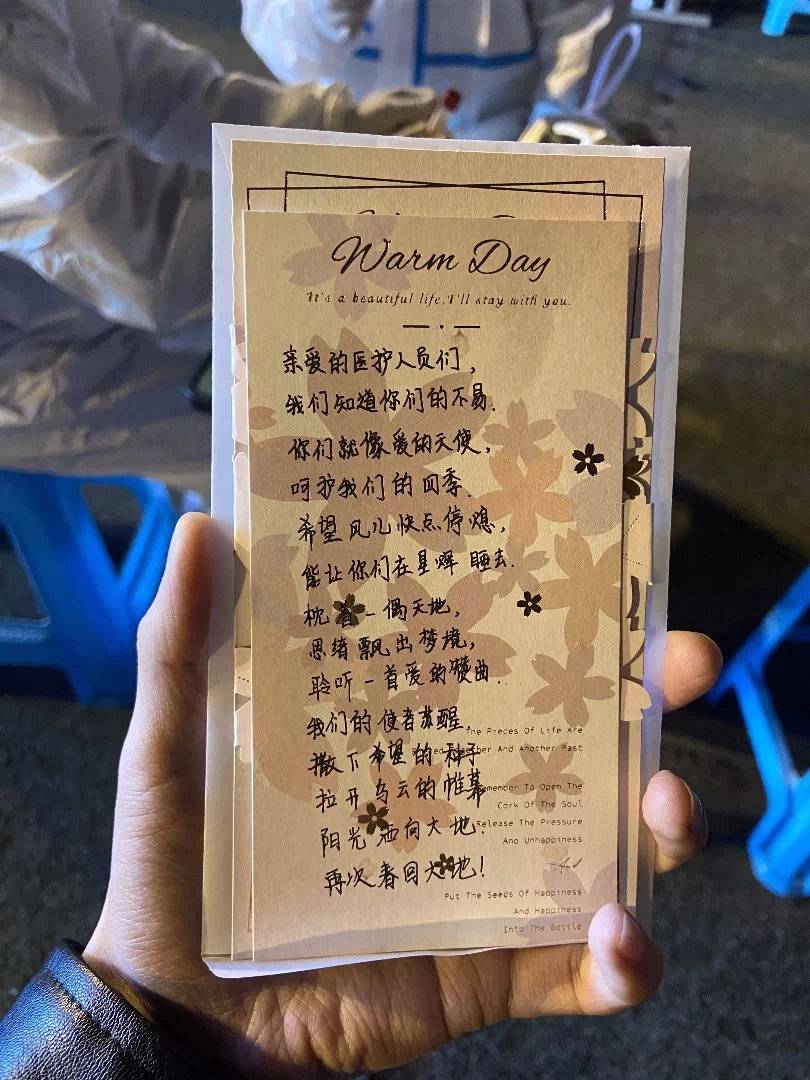 Warm Day
It's a beautiful life,I'll stay with you.
亲爱的医护人员们，
我们知道你们的不易.
你们就像爱的天使，
呵护我们的四季.
希望风儿快点停熄，
能让你们在星辉睡去.
枕着一偶天地，
思绪飘出梦境，
聆听一首爱的赞曲.
我们的使者苏醒，
撒下希望的种子
拉开乌云的帷幕
阳光洒向大地.
再次春回大地！
The Pieces Of Life Are
And Another Past
Remember To Open The
Cork Of The Soul
Release The Pressure
And Unhappiness
Put The Seeds Of Happiness
And Happiness
Into The Bottle